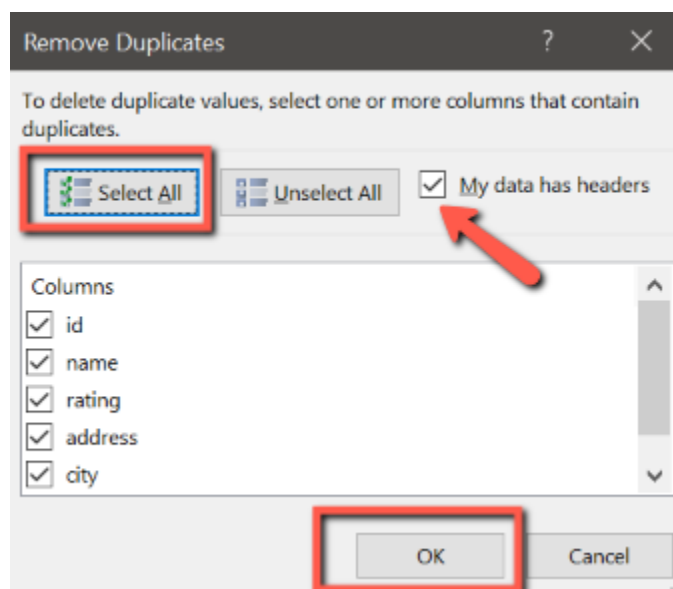 Remove Duplicates ? ×
To delete duplicate values, select one or more columns that contain
duplicates.
Select All Unselect All My data has headers
Columns
id
name
rating
address
city
OK Cancel